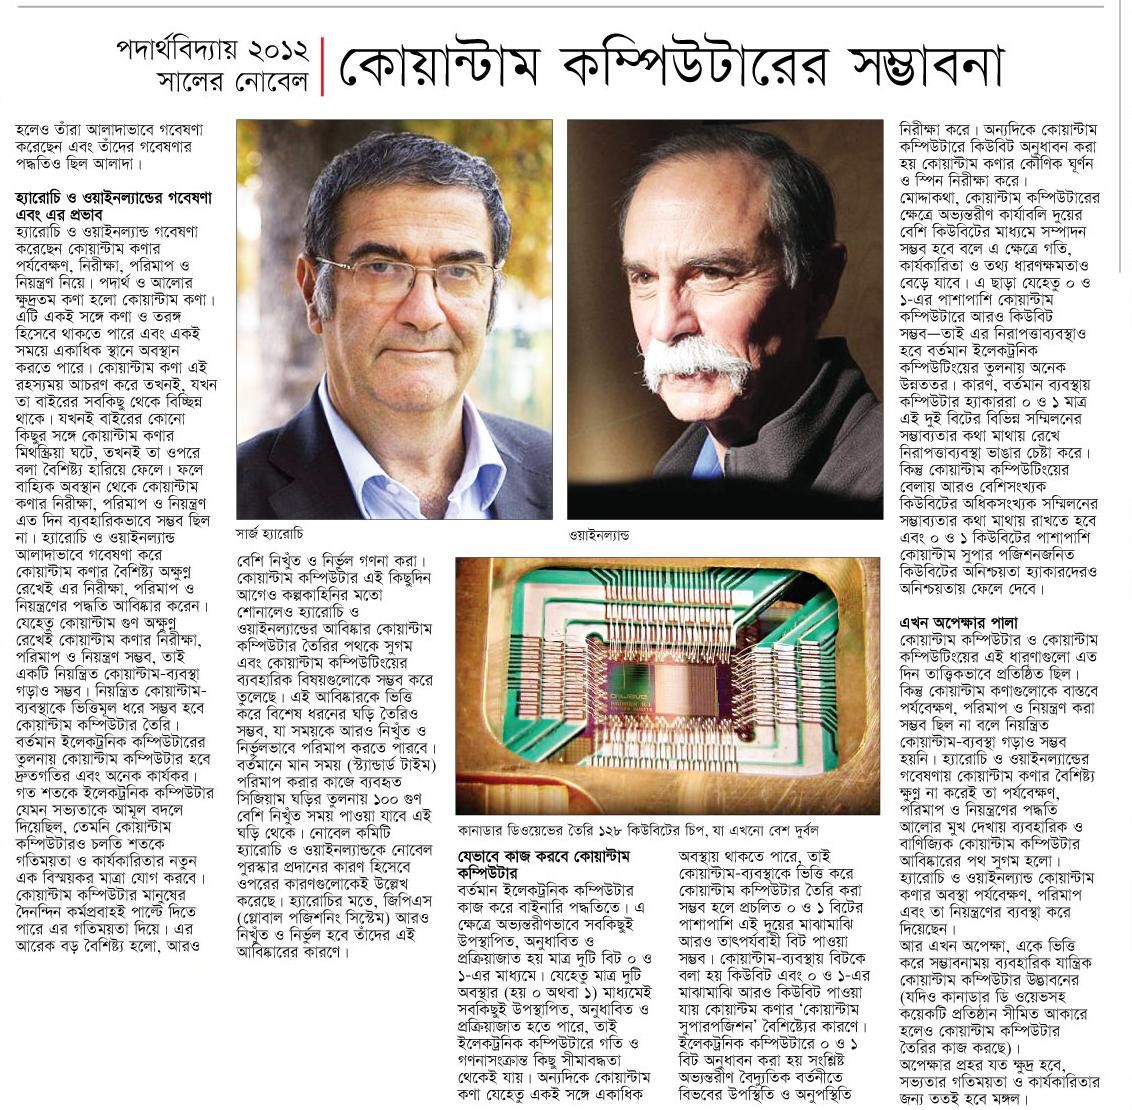 পদার্থবিদ্যায় ২০১২
সালের নোবেল
কোয়ান্টাম কম্পিউটারের সম্ভাবনা
হলেও তাঁরা আলাদাভাবে গবেষণা
করেছেন এবং তাঁদের গবেষণার
পদ্ধতিও ছিল আলাদা।
হ্যারোচি ও ওয়াইনল্যান্ডের গবেষণা
এবং এর প্রভাব
হ্যারোচি ও ওয়াইনল্যান্ড গবেষণা
করেছেন কোয়ান্টাম কণার
পর্যবেক্ষণ, নিরীক্ষা, পরিমাপ ও
নিয়ন্ত্রণ নিয়ে। পদার্থ ও আলোর
ক্ষুদ্রতম কণা হলো কোয়ান্টাম কণা।
এটি একই সঙ্গে কণা ও তরঙ্গ
হিসেবে থাকতে পারে এবং একই
সময়ে একাধিক স্থানে অবস্থান
করতে পারে। কোয়ান্টাম কণা এই
রহস্যময় আচরণ করে তখনই, যখন
তা বাইরের সবকিছু থেকে বিচ্ছিন্ন
থাকে। যখনই বাইরের কোনো
কিছুর সঙ্গে কোয়ান্টাম কণার
মিথস্ক্রিয়া ঘটে, তখনই তা ওপরে
বলা বৈশিষ্ট্য হারিয়ে ফেলে। ফলে
বাহ্যিক অবস্থান থেকে কোয়ান্টাম
কণার নিরীক্ষা, পরিমাপ ও নিয়ন্ত্রণ
এত দিন ব্যবহারিকভাবে সম্ভব ছিল
না। হ্যারোচি ও ওয়াইনল্যান্ড
আলাদাভাবে গবেষণা করে
কোয়ান্টাম কণার বৈশিষ্ট্য অক্ষুণ্ন
রেখেই এর নিরীক্ষা, পরিমাপ ও
নিয়ন্ত্রণের পদ্ধতি আবিষ্কার করেন।
যেহেতু কোয়ান্টাম গুণ অক্ষুণ্ন
রেখেই কোয়ান্টাম কণার নিরীক্ষা,
পরিমাপ ও নিয়ন্ত্রণ সম্ভব, তাই
একটি নিয়ন্ত্রিত কোয়ান্টাম-ব্যবস্থা
গড়াও সম্ভব। নিয়ন্ত্রিত কোয়ান্টাম-
ব্যবস্থাকে ভিত্তিমূল ধরে সম্ভব হবে
কোয়ান্টাম কম্পিউটার তৈরি।
বর্তমান ইলেকট্রনিক কম্পিউটারের
তুলনায় কোয়ান্টাম কম্পিউটার হবে
দ্রুতগতির এবং অনেক কার্যকর।
গত শতকে ইলেকট্রনিক কম্পিউটার
যেমন সভ্যতাকে আমূল বদলে
দিয়েছিল, তেমনি কোয়ান্টাম
কম্পিউটারও চলতি শতকে
গতিময়তা ও কার্যকারিতার নতুন
এক বিস্ময়কর মাত্রা যোগ করবে।
কোয়ান্টাম কম্পিউটার মানুষের
দৈনন্দিন কর্মপ্রবাহই পাল্টে দিতে
পারে এর গতিময়তা দিয়ে। এর
আরেক বড় বৈশিষ্ট্য হলো, আরও
সার্জ হ্যারোচি
বেশি নিখুঁত ও নির্ভুল গণনা করা।
কোয়ান্টাম কম্পিউটার এই কিছুদিন
আগেও কল্পকাহিনির মতো
শোনালেও হ্যারোচি ও
ওয়াইনল্যান্ডের আবিষ্কার কোয়ান্টাম
কম্পিউটার তৈরির পথকে সুগম
এবং কোয়ান্টাম কম্পিউটিংয়ের
ব্যবহারিক বিষয়গুলোকে সম্ভব করে
তুলেছে। এই আবিষ্কারকে ভিত্তি
করে বিশেষ ধরনের ঘড়ি তৈরিও
সম্ভব, যা সময়কে আরও নিখুঁত ও
নির্ভুলভাবে পরিমাপ করতে পারবে।
বর্তমানে মান সময় (স্ট্যান্ডার্ড টাইম)
পরিমাপ করার কাজে ব্যবহৃত
সিজিয়াম ঘড়ির তুলনায় ১০০ গুণ
বেশি নিখুঁত সময় পাওয়া যাবে এই
ঘড়ি থেকে। নোবেল কমিটি
হ্যারোচি ও ওয়াইনল্যান্ডকে নোবেল
পুরস্কার প্রদানের কারণ হিসেবে
ওপরের কারণগুলোকেই উল্লেখ
করেছে। হ্যারোচির মতে, জিপিএস
(গ্লোবাল পজিশনিং সিস্টেম) আরও
নিখুঁত ও নির্ভুল হবে তাঁদের এই
আবিষ্কারের কারণে।
ওয়াইনল্যান্ড
কানাডার ডিওয়েভের তৈরি ১২৮ কিউবিটের চিপ, যা এখনো বেশ দুর্বল
যেভাবে কাজ করবে কোয়ান্টাম
কম্পিউটার
বর্তমান ইলেকট্রনিক কম্পিউটার
কাজ করে বাইনারি পদ্ধতিতে। এ
ক্ষেত্রে অভ্যন্তরীণভাবে সবকিছুই
উপস্থাপিত, অনুধাবিত ও
প্রক্রিয়াজাত হয় মাত্র দুটি বিট ০ ও
১-এর মাধ্যমে। যেহেতু মাত্র দুটি
অবস্থার (হয় ০ অথবা ১) মাধ্যমেই
সবকিছুই উপস্থাপিত, অনুধাবিত ও
প্রক্রিয়াজাত হতে পারে, তাই
ইলেকট্রনিক কম্পিউটারে গতি ও
গণনাসংক্রান্ত কিছু সীমাবদ্ধতা
থেকেই যায়। অন্যদিকে কোয়ান্টাম
কণা যেহেতু একই সঙ্গে একাধিক
অবস্থায় থাকতে পারে, তাই
কোয়ান্টাম-ব্যবস্থাকে ভিত্তি করে
কোয়ান্টাম কম্পিউটার তৈরি করা
সম্ভব হলে প্রচলিত ০ ও ১ বিটের
পাশাপাশি এই দুয়ের মাঝামাঝি
আরও তাৎপর্যবাহী বিট পাওয়া
সম্ভব। কোয়ান্টাম-ব্যবস্থায় বিটকে
বলা হয় কিউবিট এবং ০ ও ১-এর
মাঝামাঝি আরও কিউবিট পাওয়া
যায় কোয়ান্টম কণার ‘কোয়ান্টাম
সুপারপজিশন’ বৈশিষ্ট্যের কারণে।
ইলেকট্রনিক কম্পিউটারে ০ ও ১
বিট অনুধাবন করা হয় সংশ্লিষ্ট
অভ্যন্তরীণ বৈদ্যুতিক বর্তনীতে
বিভবের উপস্থিতি ও অনুপস্থিতি
নিরীক্ষা করে। অন্যদিকে কোয়ান্টাম
কম্পিউটারে কিউবিট অনুধাবন করা
হয় কোয়ান্টাম কণার কৌণিক ঘূর্ণন
ও স্পিন নিরীক্ষা করে।
মোদ্দাকথা, কোয়ান্টাম কম্পিউটারের
ক্ষেত্রে অভ্যন্তরীণ কার্যাবলি দুয়ের
বেশি কিউবিটের মাধ্যমে সম্পাদন
সম্ভব হবে বলে এ ক্ষেত্রে গতি,
কার্যকারিতা ও তথ্য ধারণক্ষমতাও
বেড়ে যাবে। এ ছাড়া যেহেতু ০ ও
১-এর পাশাপাশি কোয়ান্টাম
কম্পিউটারে আরও কিউবিট
সম্ভব—তাই এর নিরাপত্তাব্যবস্থাও
হবে বর্তমান ইলেকট্রনিক
কম্পিউটিংয়ের তুলনায় অনেক
উন্নততর। কারণ, বর্তমান ব্যবস্থায়
কম্পিউটার হ্যাকাররা ০ ও ১ মাত্র
এই দুই বিটের বিভিন্ন সম্মিলনের
সম্ভাব্যতার কথা মাথায় রেখে
নিরাপত্তাব্যবস্থা ভাঙার চেষ্টা করে।
কিন্তু কোয়ান্টাম কম্পিউটিংয়ের
বেলায় আরও বেশিসংখ্যক
কিউবিটের অধিকসংখ্যক সম্মিলনের
সম্ভাব্যতার কথা মাথায় রাখতে হবে
এবং ০ ও ১ কিউবিটের পাশাপাশি
কোয়ান্টাম সুপার পজিশনজনিত
কিউবিটের অনিশ্চয়তা হ্যাকারদেরও
অনিশ্চয়তায় ফেলে দেবে।
এখন অপেক্ষার পালা
কোয়ান্টাম কম্পিউটার ও কোয়ান্টাম
কম্পিউটিংয়ের এই ধারণাগুলো এত
দিন তাত্ত্বিকভাবে প্রতিষ্ঠিত ছিল।
কিন্তু কোয়ান্টাম কণাগুলোকে বাস্তবে
পর্যবেক্ষণ, পরিমাপ ও নিয়ন্ত্রণ করা
সম্ভব ছিল না বলে নিয়ন্ত্রিত
কোয়ান্টাম-ব্যবস্থা গড়াও সম্ভব
হয়নি। হ্যারোচি ও ওয়াইনল্যান্ডের
গবেষণায় কোয়ান্টাম কণার বৈশিষ্ট্য
ক্ষুণ্ন না করেই তা পর্যবেক্ষণ,
পরিমাপ ও নিয়ন্ত্রণের পদ্ধতি
আলোর মুখ দেখায় ব্যবহারিক ও
বাণিজ্যিক কোয়ান্টাম কম্পিউটার
আবিষ্কারের পথ সুগম হলো।
হ্যারোচি ও ওয়াইনল্যান্ড কোয়ান্টাম
কণার অবস্থা পর্যবেক্ষণ, পরিমাপ
এবং তা নিয়ন্ত্রণের ব্যবস্থা করে
দিয়েছেন।
আর এখন অপেক্ষা, একে ভিত্তি
করে সম্ভাবনাময় ব্যবহারিক যান্ত্রিক
কোয়ান্টাম কম্পিউটার উদ্ভাবনের
(যদিও কানাডার ডি ওয়েভসহ
কয়েকটি প্রতিষ্ঠান সীমিত আকারে
হলেও কোয়ান্টাম কম্পিউটার
তৈরির কাজ করছে)।
অপেক্ষার প্রহর যত ক্ষুদ্র হবে,
সভ্যতার গতিময়তা ও কার্যকারিতার
জন্য ততই হবে মঙ্গল।